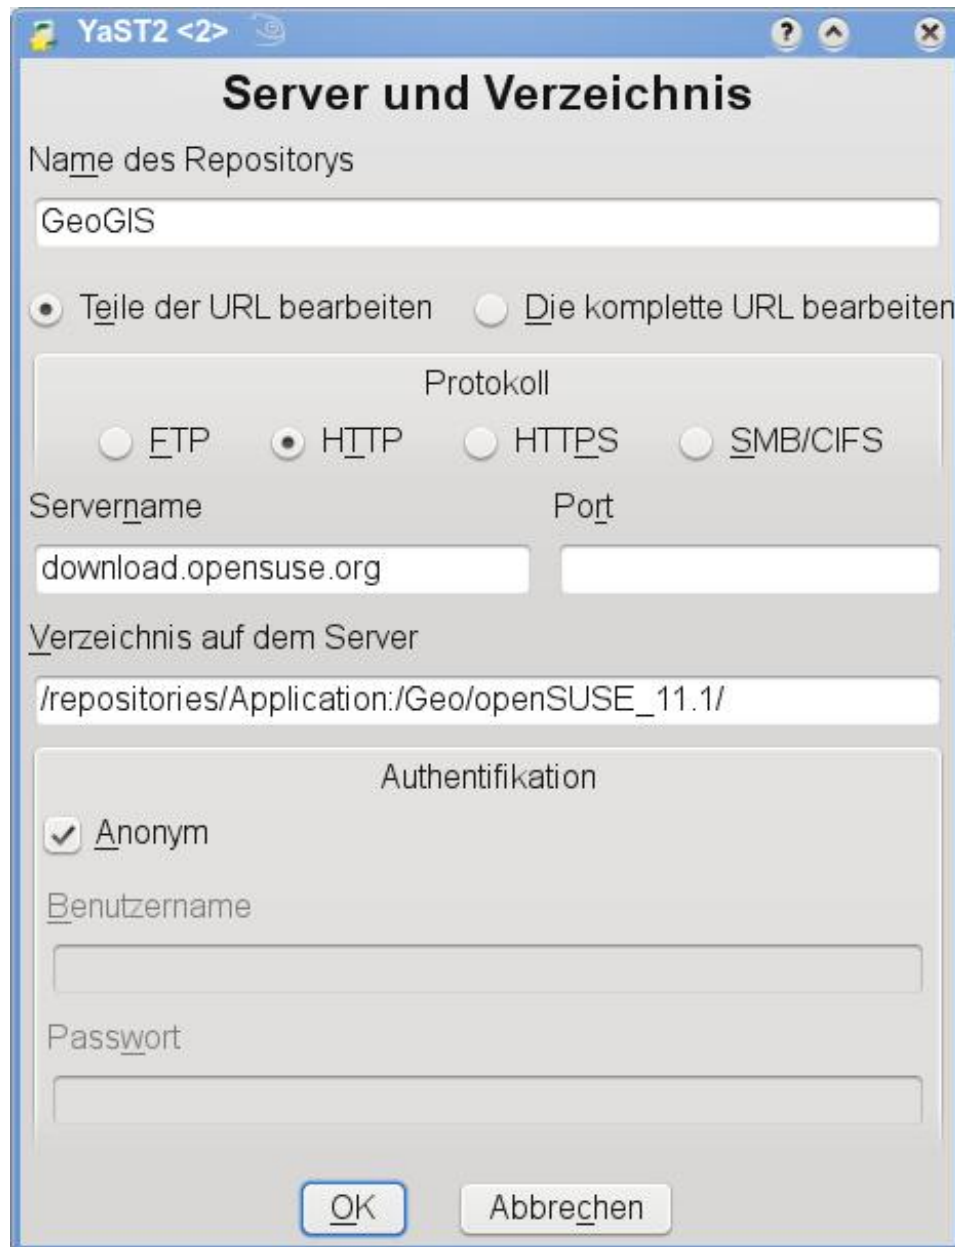 YaST2 <2>
Server und Verzeichnis
Name des Repositorys
GeoGIS
Teile der URL bearbeiten Die komplette URL bearbeiten
Protokoll
FTP HTTP HTTPS SMB/CIFS
Servername Port
download.opensuse.org
Verzeichnis auf dem Server
/repositories/Application:/Geo/openSUSE_11.1/
Authentifikation
Anonym
Benutzername
Passwort
OK Abbrechen